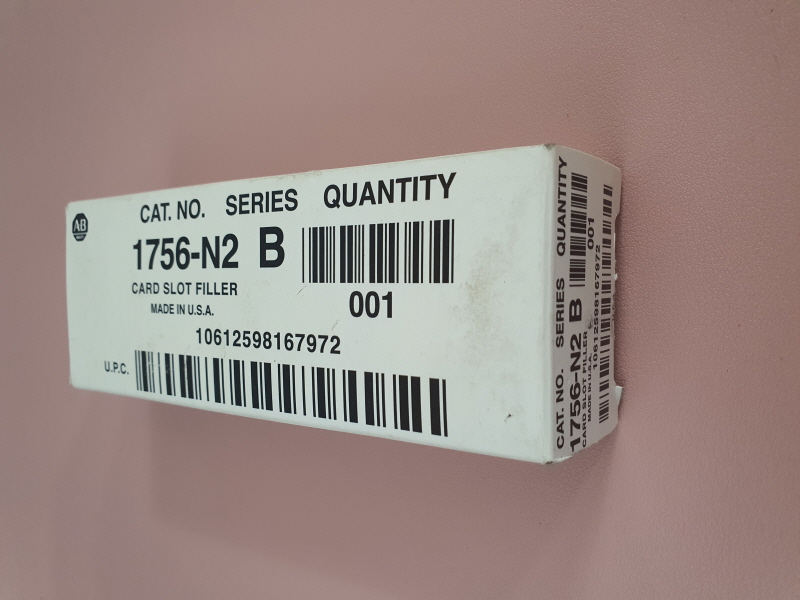 AB
CAT. NO. SERIES QUANTITY
1756-N2 B
CARD SLOT FILLER
MADE IN U.S.A.
001
10612598167972
U.P.C.
CAT. NO. SERIES QUANTITY
1756-N2 B
001
CARD SLOT FILLER
MADE IN U.S.A.
10612598167972